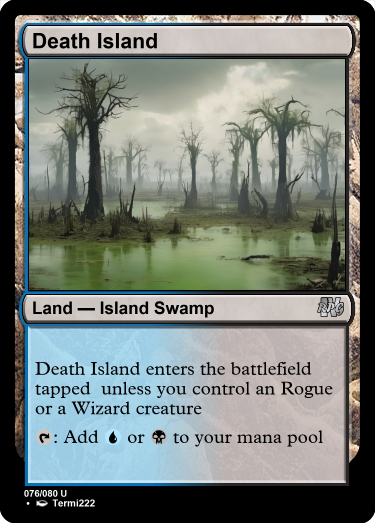 Death Island
Land — Island Swamp
Death Island enters the battlefield
tapped  unless you control an Rogue
or a Wizard creature
: Add  or  to your mana pool
076/080 U
• Termi222